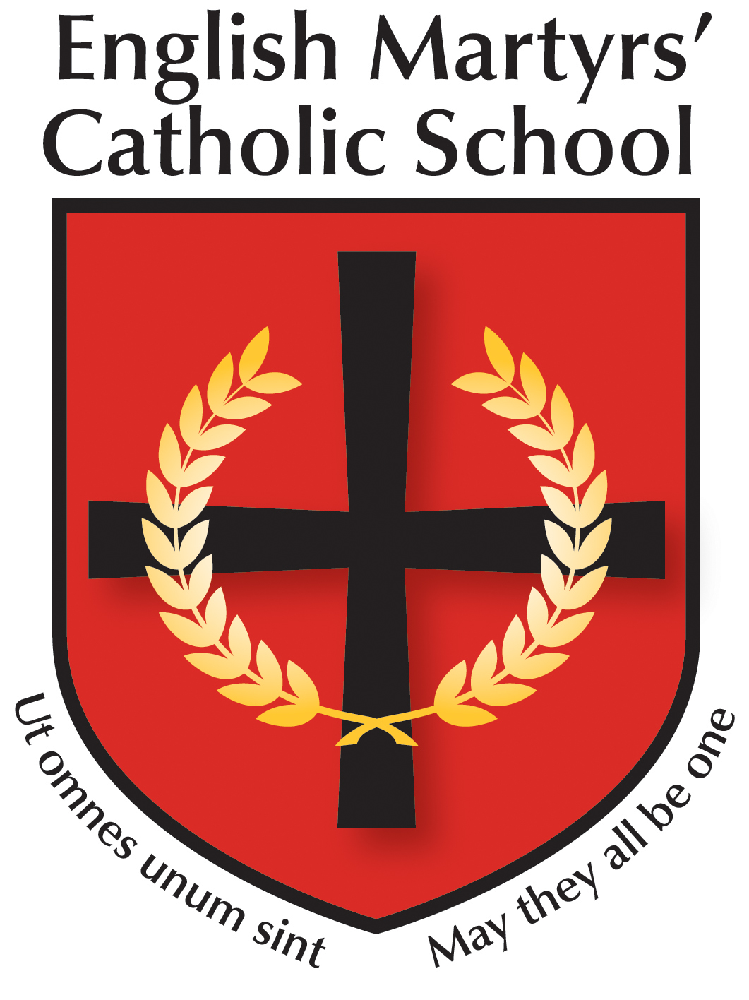 English Martyrs’
Catholic School
Ut omnes unum sint
May they all be one